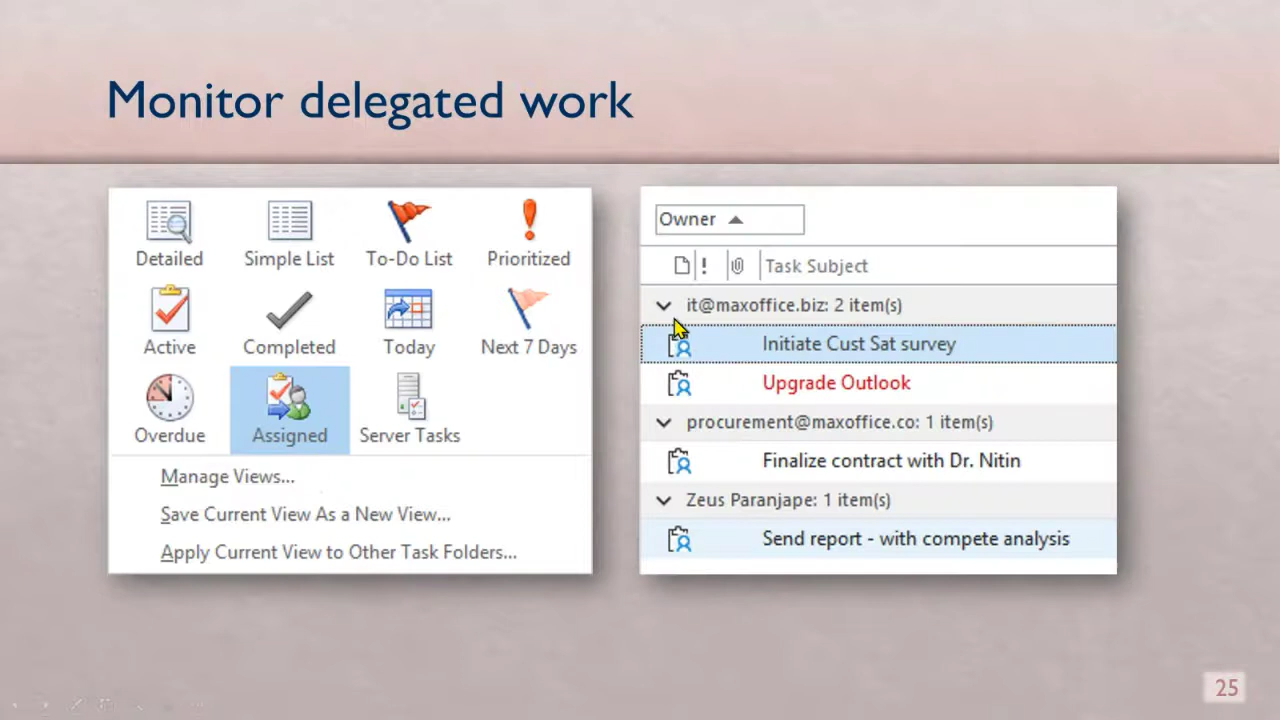 Monitor delegated work
Detailed
Simple List
To-Do List
Prioritized
Active
Completed
Today
Next 7 Days
Overdue
Assigned
Server Tasks
Manage Views...
Save Current View As a New View...
Apply Current View to Other Task Folders...
Owner
! Task Subject
it@maxoffice.biz: 2 item(s)
Initiate Cust Sat survey
Upgrade Outlook
procurement@maxoffice.co: 1 item(s)
Finalize contract with Dr. Nitin
Zeus Paranjape: 1 item(s)
Send report - with compete analysis
25